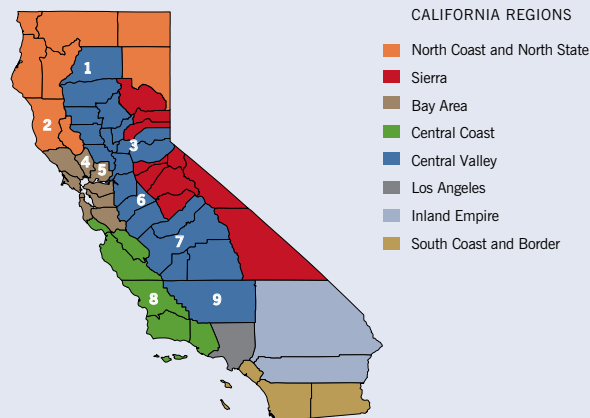 CALIFORNIA REGIONS
North Coast and North State
Sierra
Bay Area
Central Coast
Central Valley
Los Angeles
Inland Empire
South Coast and Border
1
2
3
4
5
6
7
8
9